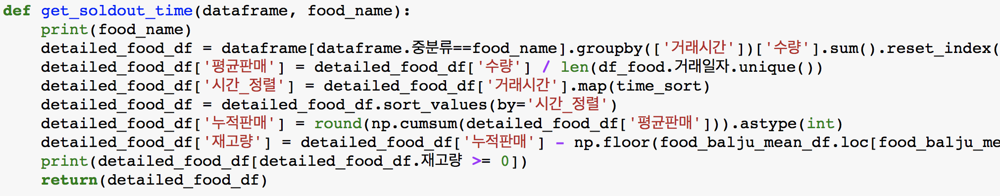 def get_soldout_time(dataframe, food_name):
    print(food_name)
    detailed_food_df = dataframe[dataframe.중분류==food_name].groupby(['거래시간'])['수량'].sum().reset_index(
    detailed_food_df['평균판매'] = detailed_food_df['수량'] / len(df_food.거래일자.unique())
    detailed_food_df['시간_정렬'] = detailed_food_df['거래시간'].map(time_sort)
    detailed_food_df = detailed_food_df.sort_values(by='시간_정렬')
    detailed_food_df['누적판매'] = round(np.cumsum(detailed_food_df['평균판매'])).astype(int)
    detailed_food_df['재고량'] = detailed_food_df['누적판매'] - np.floor(food_balju_mean_df.loc[food_balju_me
    print(detailed_food_df[detailed_food_df.재고량 >= 0])
    return(detailed_food_df)